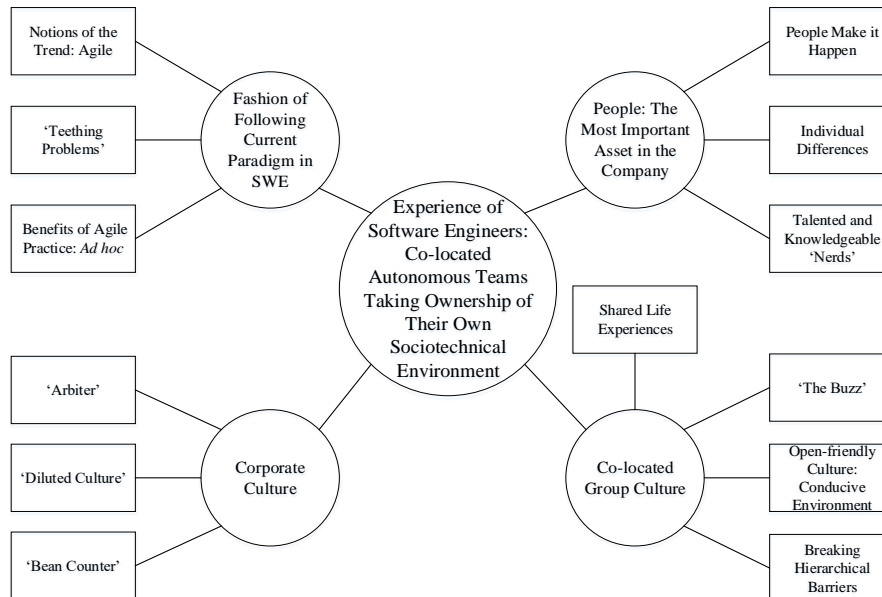 Notions of the
Trend: Agile
‘Teething
Problems’
Benefits of Agile
Practice: Ad hoc
Fashion of
Following
Current
Paradigm in
SWE
People: The
Most Important
Asset in the
Company
People Make it
Happen
Individual
Differences
Talented and
Knowledgeable
‘Nerds’
Experience of
Software Engineers:
Co-located
Autonomous Teams
Taking Ownership of
Their Own
Sociotechnical
Environment
Shared Life
Experiences
‘Arbiter’
‘Diluted Culture’
‘Bean Counter’
Corporate
Culture
Co-located
Group Culture
‘The Buzz’
Open-friendly
Culture:
Conducive
Environment
Breaking
Hierarchical
Barriers